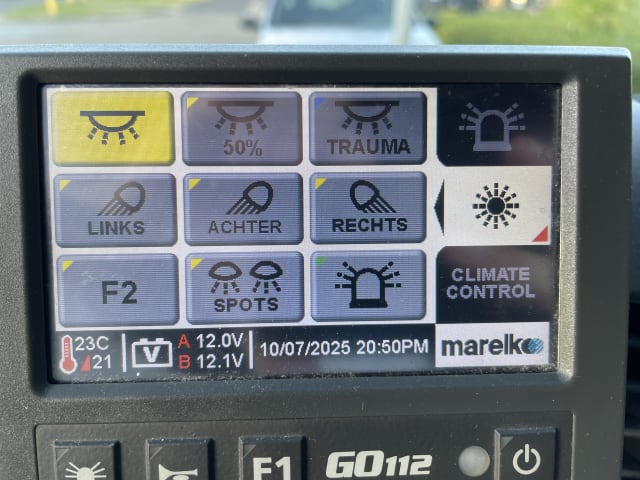 50%
TRAUMA
LINKS
ACHTER
RECHTS
F2
SPOTS
CLIMATE
CONTROL
23C
21
V
A 12.0V
B 12.1V
10/07/2025 20:50PM
marelko
F1
GO112